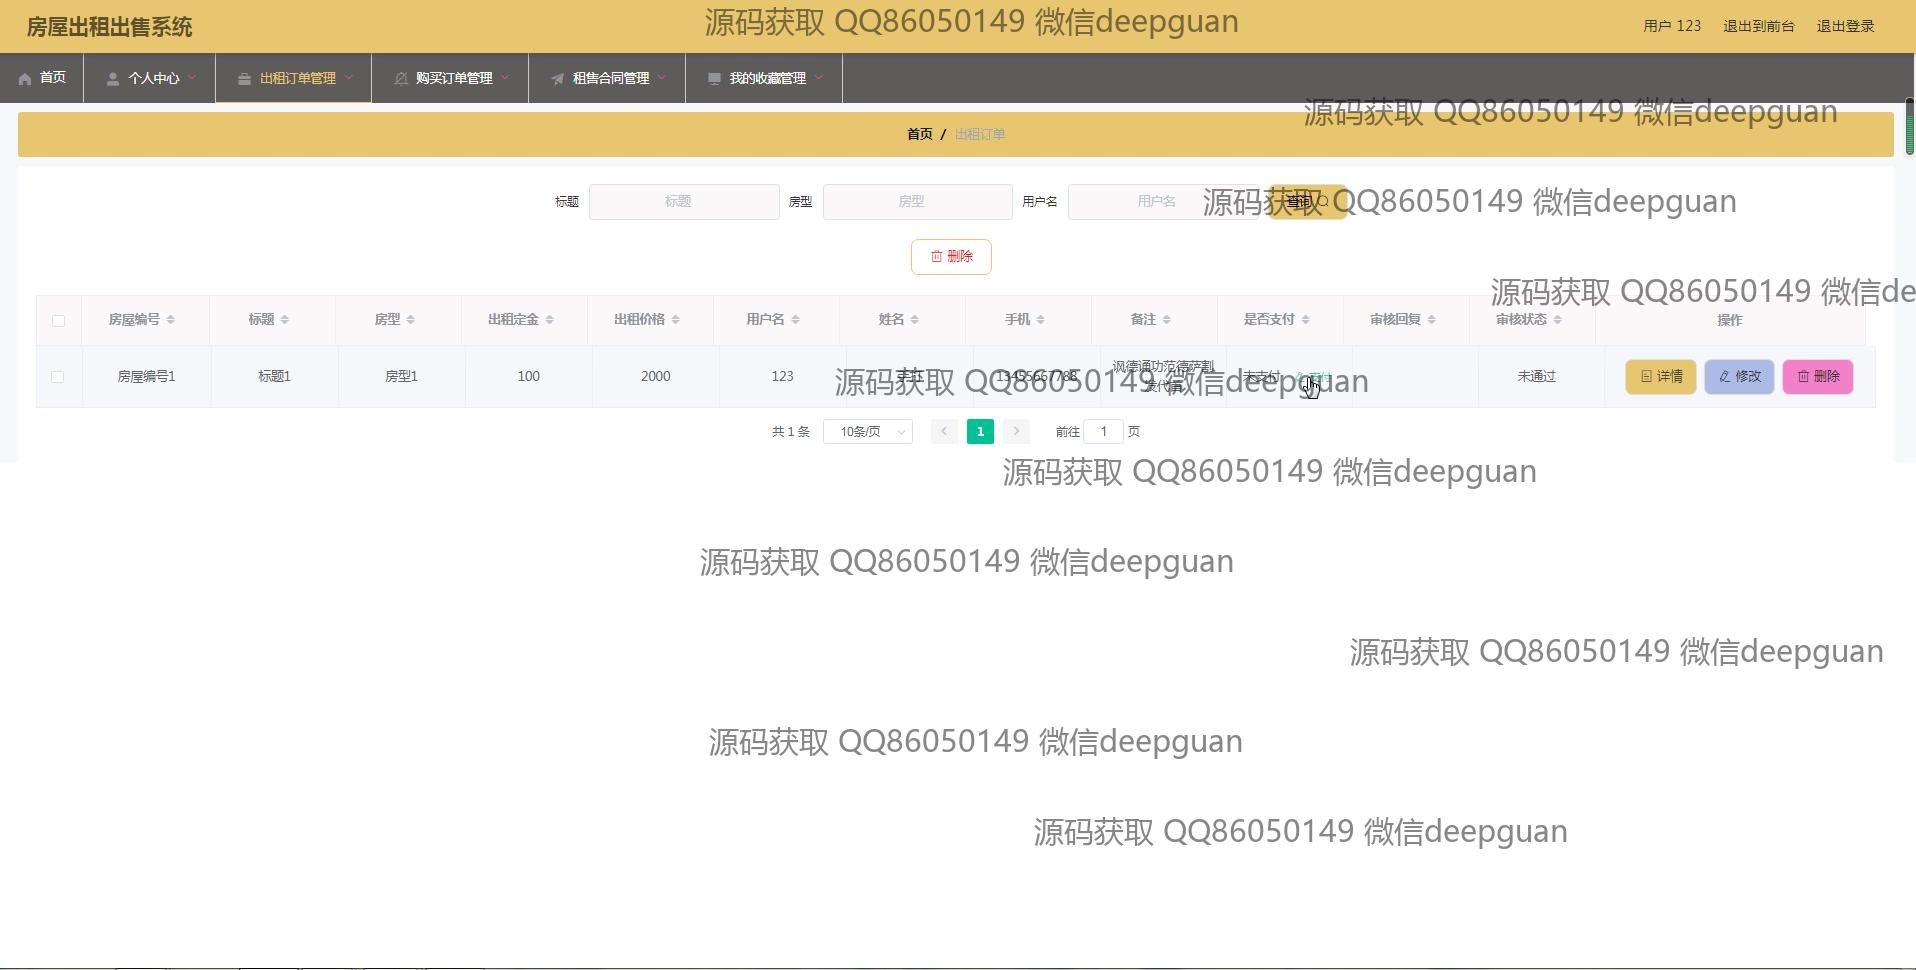 房屋出租出售系统
源码获取 QQ86050149 微信deepguan
用户 123 退出到前台 退出登录
首页 个人中心 出租订单管理 购买订单管理 租售合同管理 我的收藏管理
源码获取 QQ86050149 微信deepguan
首页 / 出租订单
标题 标题 房型 房型 用户名 用户名 查询
源码获取 QQ86050149 微信deepguan
删除
源码获取 QQ86050149 微信de
房屋编号 标题 房型 出租定金 出租价格 用户名 姓名 手机 备注 是否支付 审核回复 审核状态 操作
房屋编号1 标题1 房型1 100 2000 123 13455667788 未支付 支付 未通过 详情 修改 删除
源码获取 QQ86050149 微信deepguan
共 1 条 10条/页 1 前往 1 页
源码获取 QQ86050149 微信deepguan
源码获取 QQ86050149 微信deepguan
源码获取 QQ86050149 微信deepguan
源码获取 QQ86050149 微信deepguan
源码获取 QQ86050149 微信deepguan